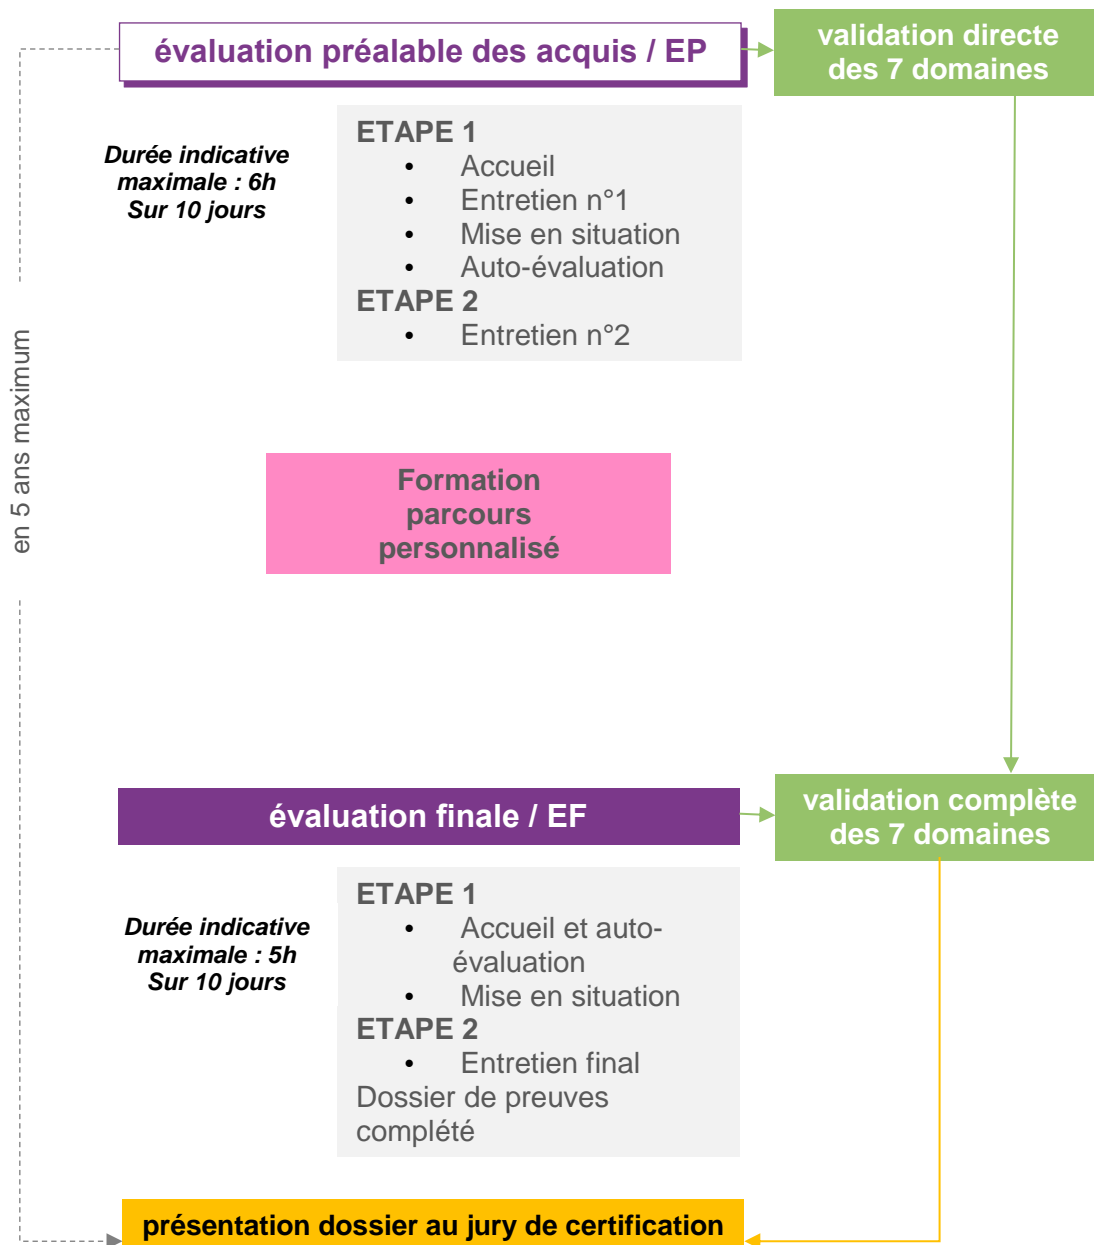 évaluation préalable des acquis / EP
validation directe
des 7 domaines
Durée indicative
maximale : 6h
Sur 10 jours
ETAPE 1
• Accueil
• Entretien n°1
• Mise en situation
• Auto-évaluation
ETAPE 2
• Entretien n°2
en 5 ans maximum
Formation
parcours
personnalisé
évaluation finale / EF
validation complète
des 7 domaines
Durée indicative
maximale : 5h
Sur 10 jours
ETAPE 1
• Accueil et auto-
évaluation
• Mise en situation
ETAPE 2
• Entretien final
Dossier de preuves
complété
présentation dossier au jury de certification